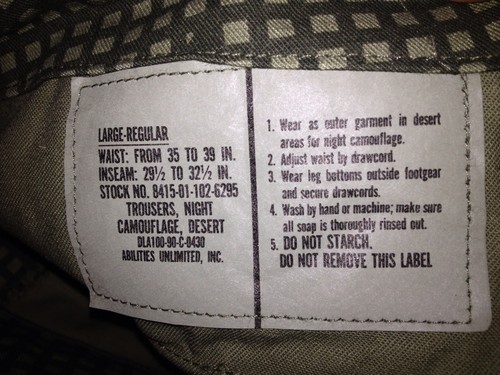 LARGE-REGULAR
WAIST: FROM 35 TO 39 IN.
INSEAM: 29½ TO 32½ IN.
STOCK NO. 8415-01-102-6295
TROUSERS, NIGHT
CAMOUFLAGE, DESERT
DLA100-90-C-0430
ABILITIES UNLIMITED, INC.
1. Wear as outer garment in desert
areas for night camouflage.
2. Adjust waist by drawcord.
3. Wear leg bottoms outside footgear
and secure drawcords.
4. Wash by hand or machine; make sure
all soap is thoroughly rinsed out.
5. DO NOT STARCH.
DO NOT REMOVE THIS LABEL